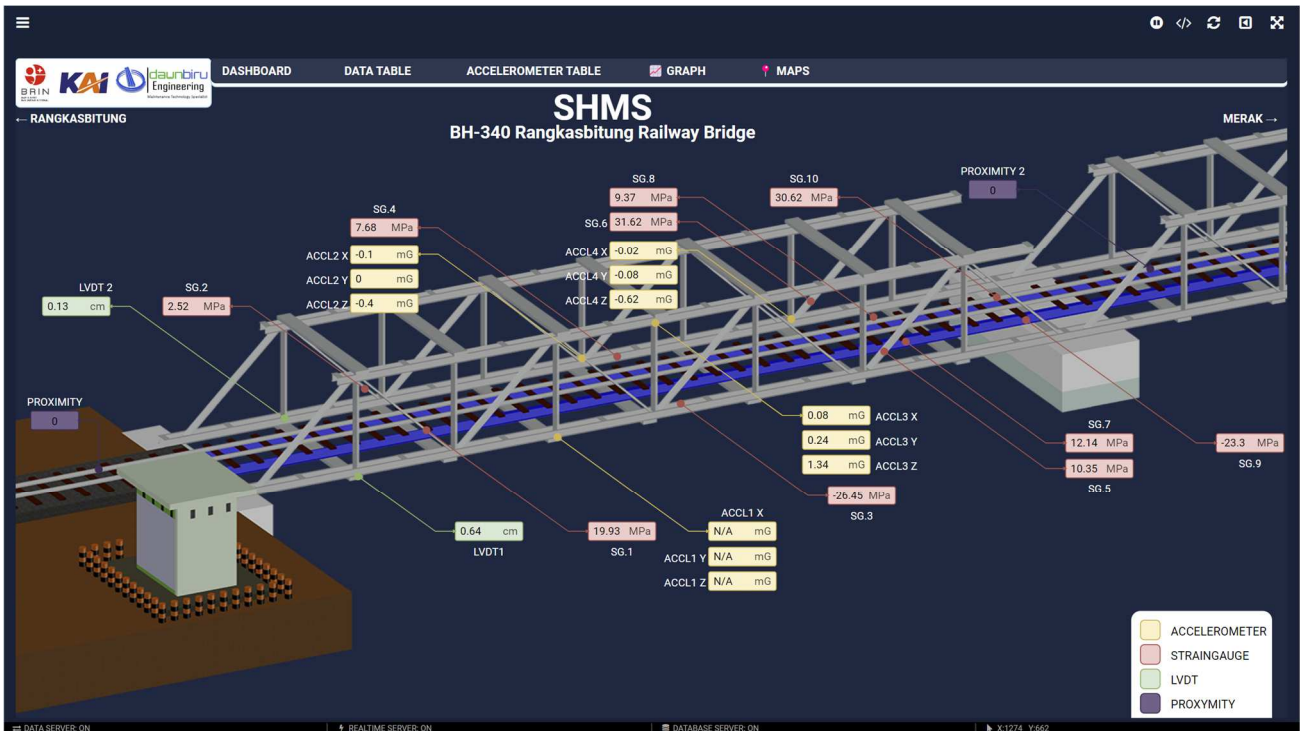 BRIN
KAI
daunbiru
Engineering
DASHBOARD
DATA TABLE
ACCELEROMETER TABLE
GRAPH
MAPS
SHMS
BH-340 Rangkasbitung Railway Bridge
← RANGKASBITUNG
MERAK →
PROXIMITY 2
0
SG.8
9.37 MPa
SG.10
30.62 MPa
SG.4
7.68 MPa
SG.6 31.62 MPa
ACCL2 X -0.1 mG
ACCL2 Y 0 mG
ACCL2 Z -0.4 mG
ACCL4 X -0.02 mG
ACCL4 Y -0.08 mG
ACCL4 Z -0.62 mG
LVDT 2
0.13 cm
SG.2
2.52 MPa
PROXIMITY
0
0.08 mG ACCL3 X
0.24 mG ACCL3 Y
1.34 mG ACCL3 Z
SG.7
12.14 MPa
10.35 MPa
SG.5
-23.3 MPa
SG.9
-26.45 MPa
SG.3
0.64 cm
LVDT1
19.93 MPa
SG.1
ACCL1 X
N/A mG
ACCL1 Y N/A mG
ACCL1 Z N/A mG
ACCELEROMETER
STRAINGAUGE
LVDT
PROXYMITY
DATA SERVER: ON
REALTIME SERVER: ON
DATABASE SERVER: ON
X:1274 Y:662